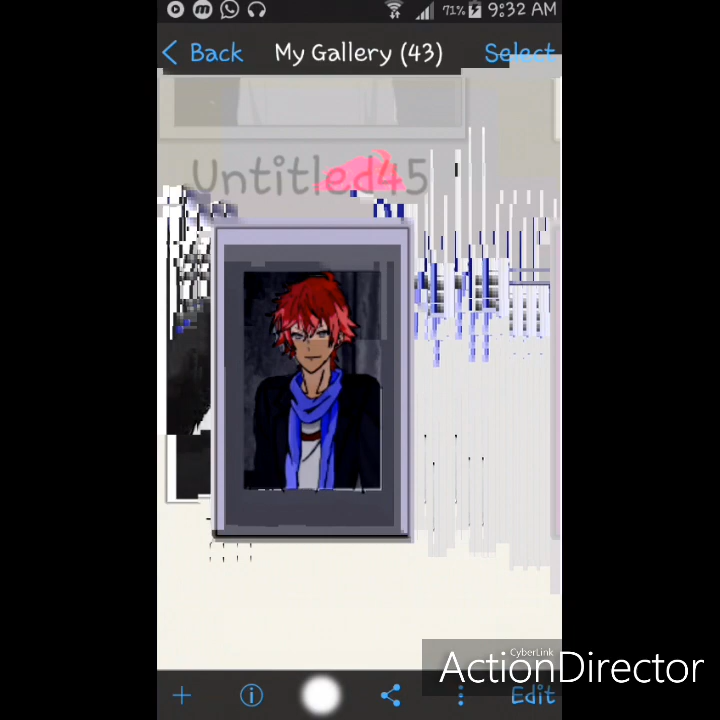 71% 9:32 AM
Back My Gallery (43) Select
Untitled45
CyberLink
ActionDirector
Edit